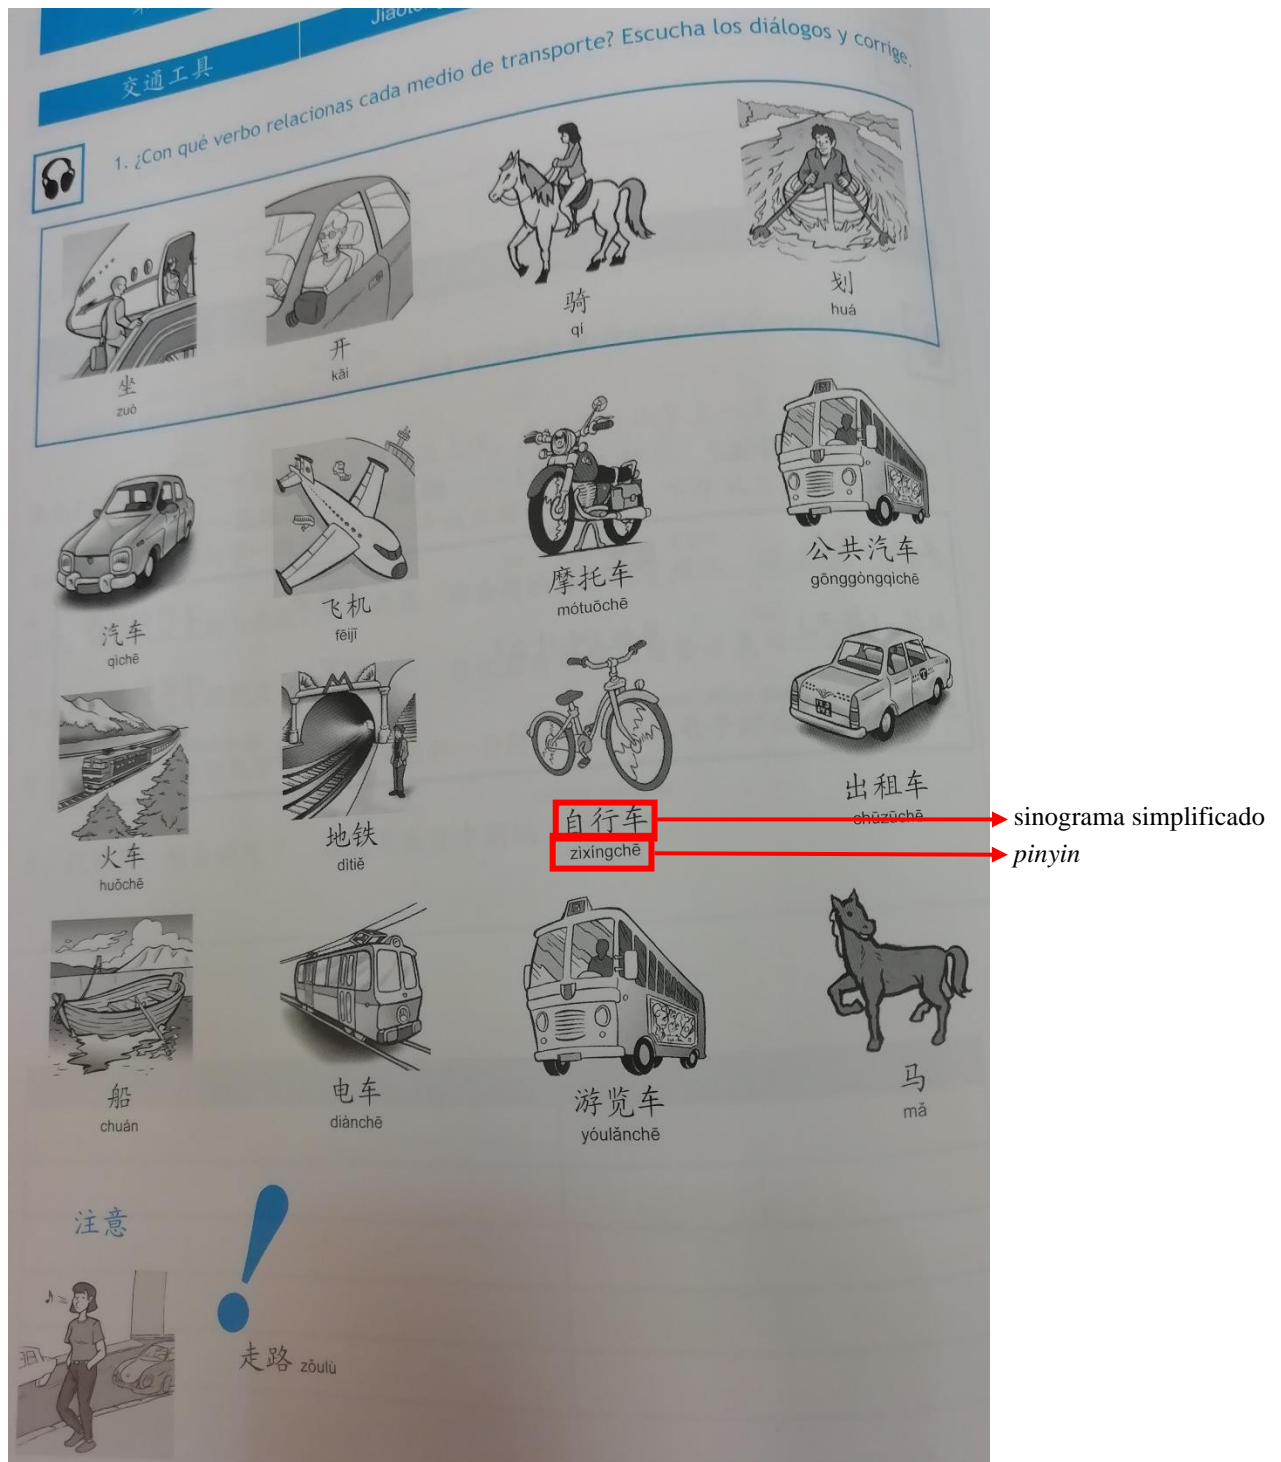 交通工具
1. ¿Con qué verbo relacionas cada medio de transporte? Escucha los diálogos y corrige.
坐
zuò
开
kāi
骑
qí
划
huá
汽车
qìchē
飞机
fēijī
摩托车
mótuōchē
公共汽车
gōnggòngqìchē
火车
huǒchē
地铁
dìtiě
自行车
zìxíngchē
出租车
chūzūchē
sinograma simplificado
pinyin
船
chuán
电车
diànchē
游览车
yóulǎnchē
马
mǎ
注意
走路 zǒulù